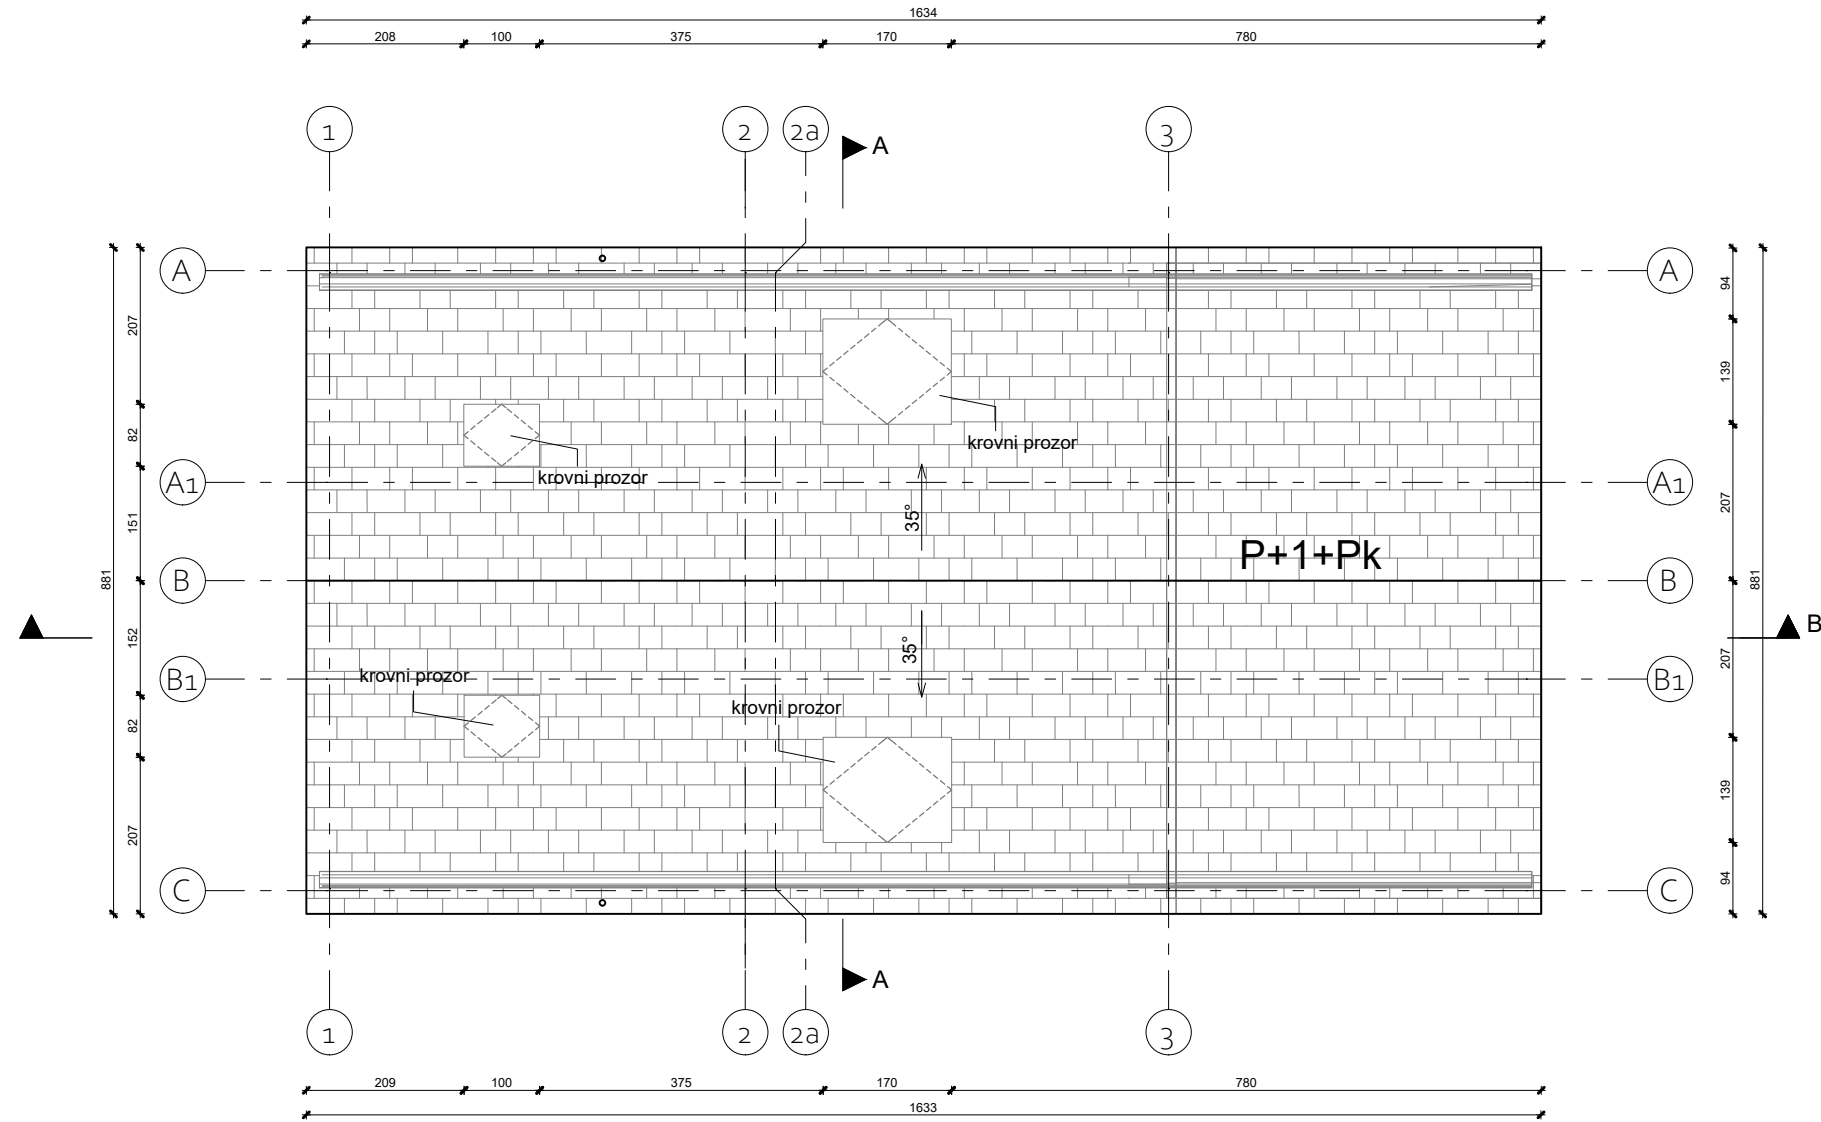 1634
208 100 375 170 780
1 2 2a A 3
A A
94
207
139
krovni prozor
82
krovni prozor
A1 A1
207
151
35°
P+1+Pk
B B
881 881
B
152
35°
207
krovni prozor
B1 B1
krovni prozor
82
139
207
94
C C
A
1 2 2a 3
209 100 375 170 780
1633